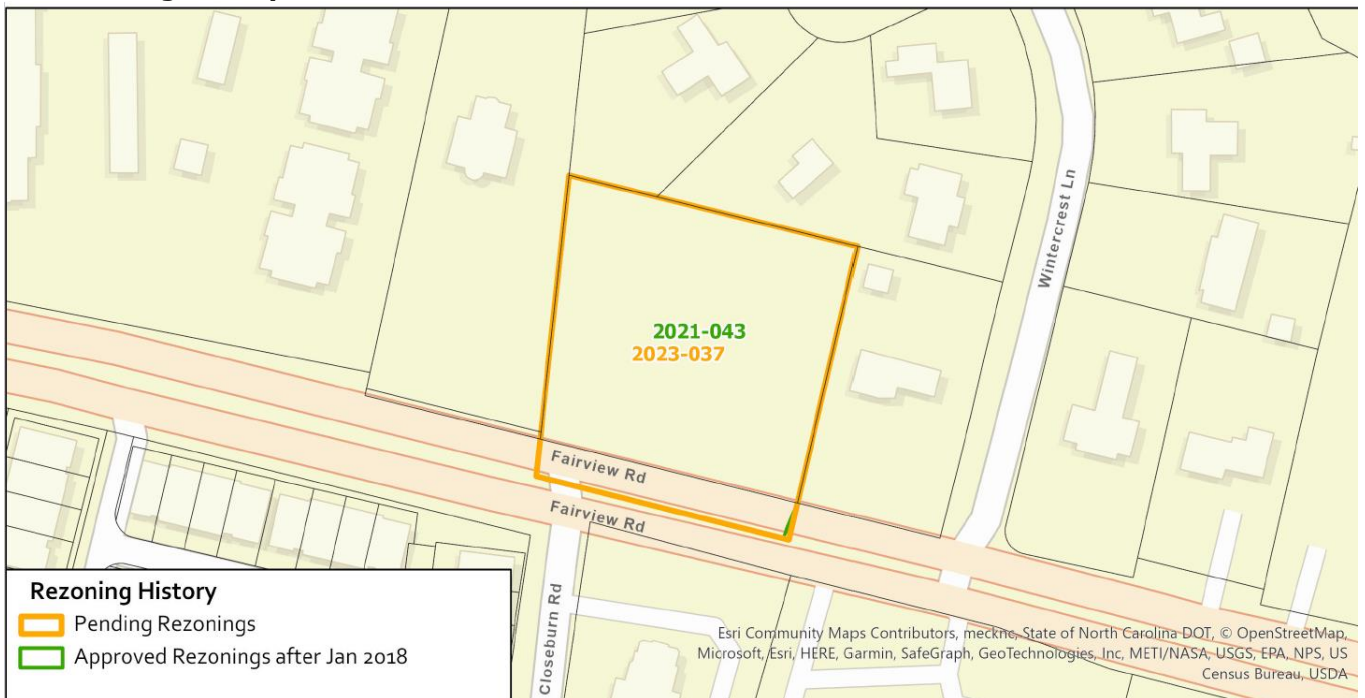 2021-043
2023-037
Wintercrest Ln
Fairview Rd
Fairview Rd
Closeburn Rd
Rezoning History
Pending Rezonings
Approved Rezonings after Jan 2018
Esri Community Maps Contributors, mecknc, State of North Carolina DOT, © OpenStreetMap,
Microsoft, Esri, HERE, Garmin, SafeGraph, GeoTechnologies, Inc, METI/NASA, USGS, EPA, NPS, US
Census Bureau, USDA